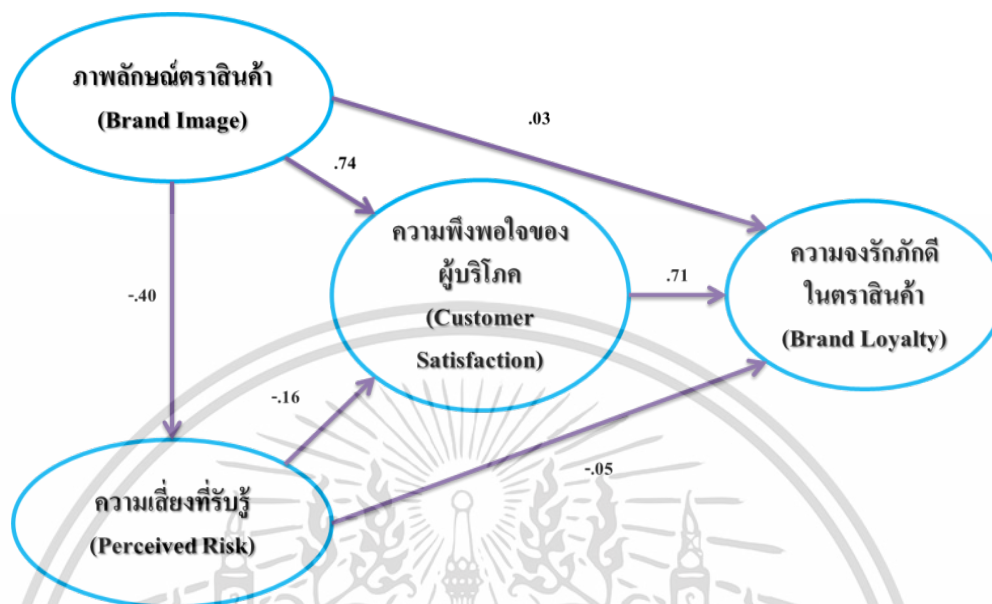 ภาพลักษณ์ตราสินค้า
(Brand Image)
.03
.74
ความพึงพอใจของ
ผู้บริโภค
(Customer
Satisfaction)
ความจงรักภักดี
ในตราสินค้า
(Brand Loyalty)
.71
-.40
-.16
-.05
ความเสี่ยงที่รับรู้
(Perceived Risk)